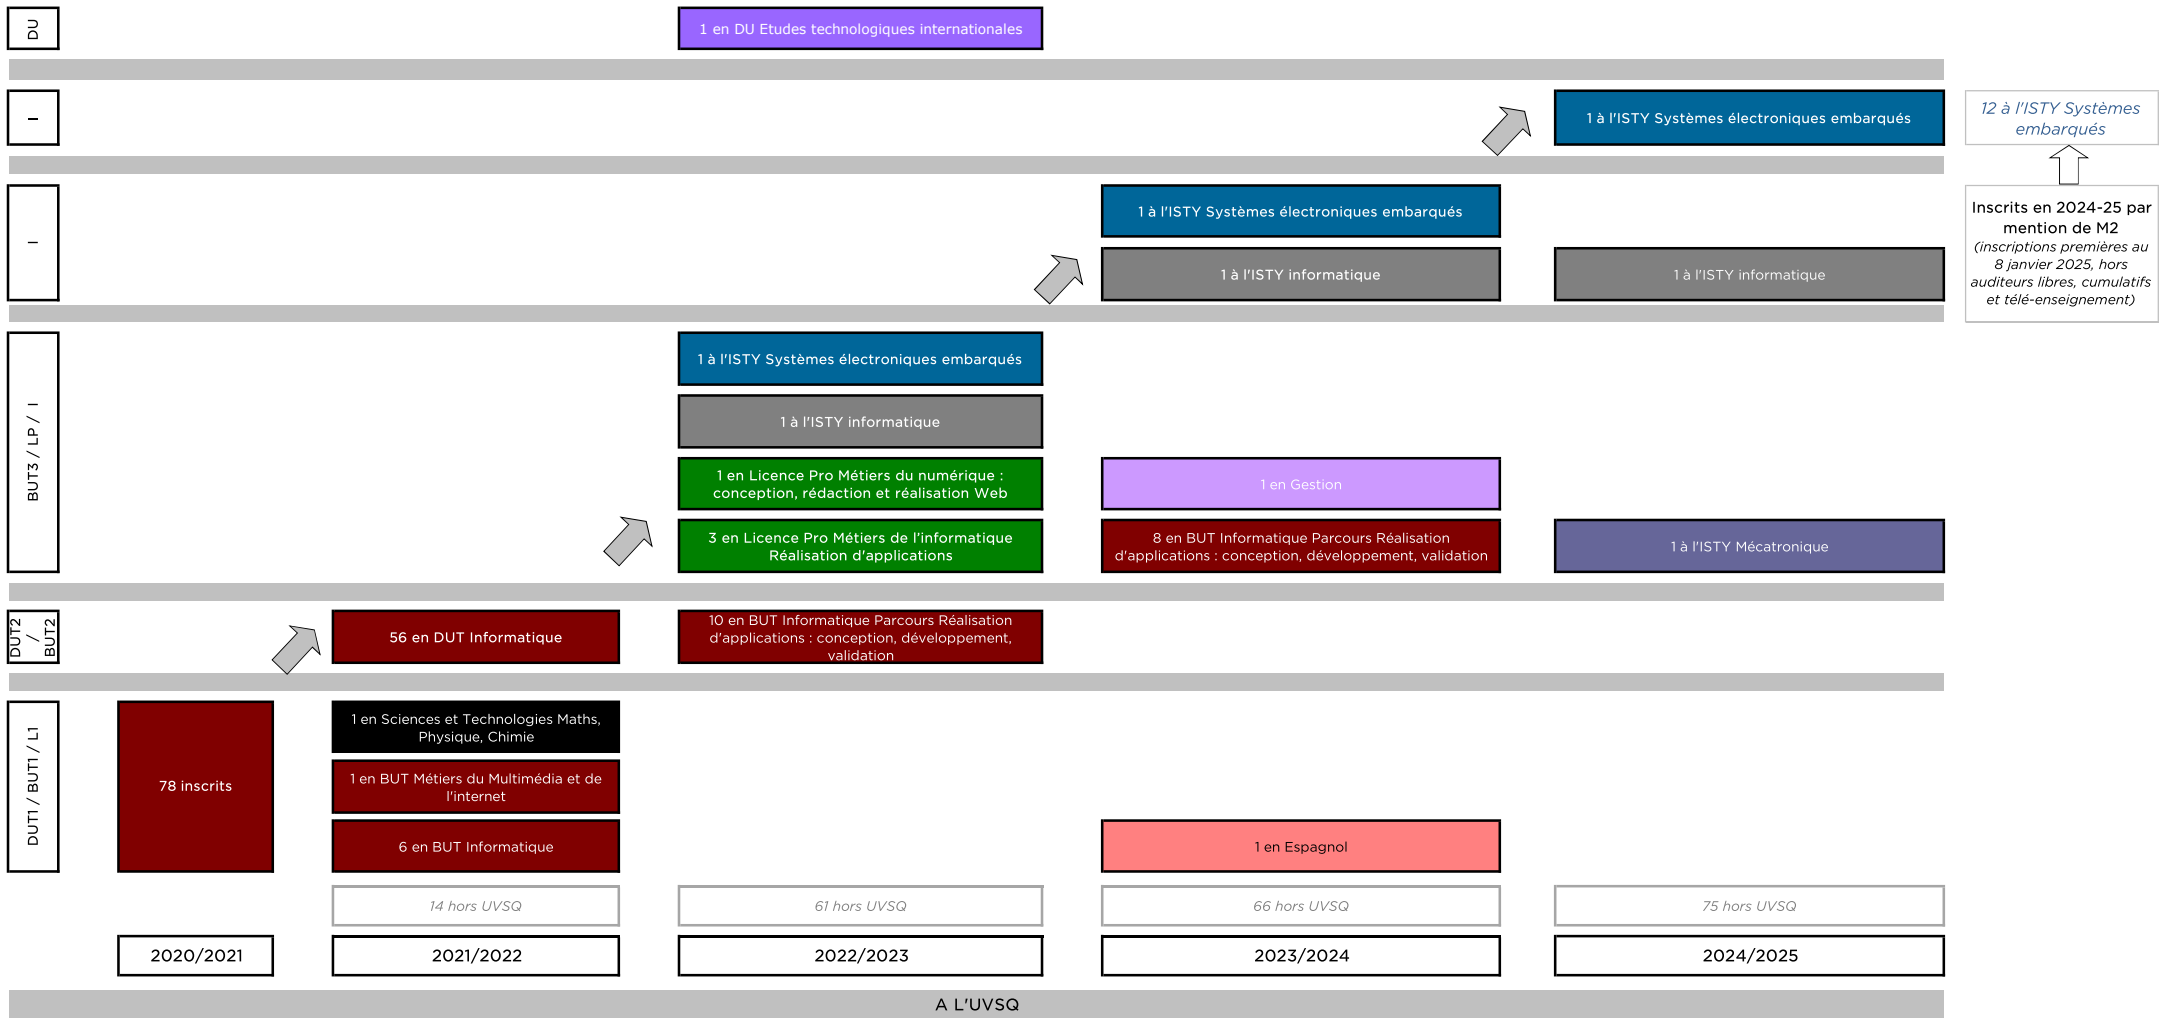 DU
1 en DU Etudes technologiques internationales
I
1 à l'ISTY Systèmes électroniques embarqués
12 à l'ISTY Systèmes
embarqués
I
1 à l'ISTY Systèmes électroniques embarqués
1 à l'ISTY informatique
1 à l'ISTY informatique
Inscrits en 2024-25 par
mention de M2
(inscriptions premières au
8 janvier 2025, hors
auditeurs libres, cumulatifs
et télé-enseignement)
BUT3 / LP / I
1 à l'ISTY Systèmes électroniques embarqués
1 à l'ISTY informatique
1 en Licence Pro Métiers du numérique :
conception, rédaction et réalisation Web
1 en Gestion
3 en Licence Pro Métiers de l'informatique
Réalisation d'applications
8 en BUT Informatique Parcours Réalisation
d'applications : conception, développement, validation
1 à l'ISTY Mécatronique
DUT2
/
BUT2
56 en DUT Informatique
10 en BUT Informatique Parcours Réalisation
d'applications : conception, développement,
validation
DUT1 / BUT1 / L1
78 inscrits
1 en Sciences et Technologies Maths,
Physique, Chimie
1 en BUT Métiers du Multimédia et de
l'internet
6 en BUT Informatique
1 en Espagnol
14 hors UVSQ
61 hors UVSQ
66 hors UVSQ
75 hors UVSQ
2020/2021
2021/2022
2022/2023
2023/2024
2024/2025
A L'UVSQ